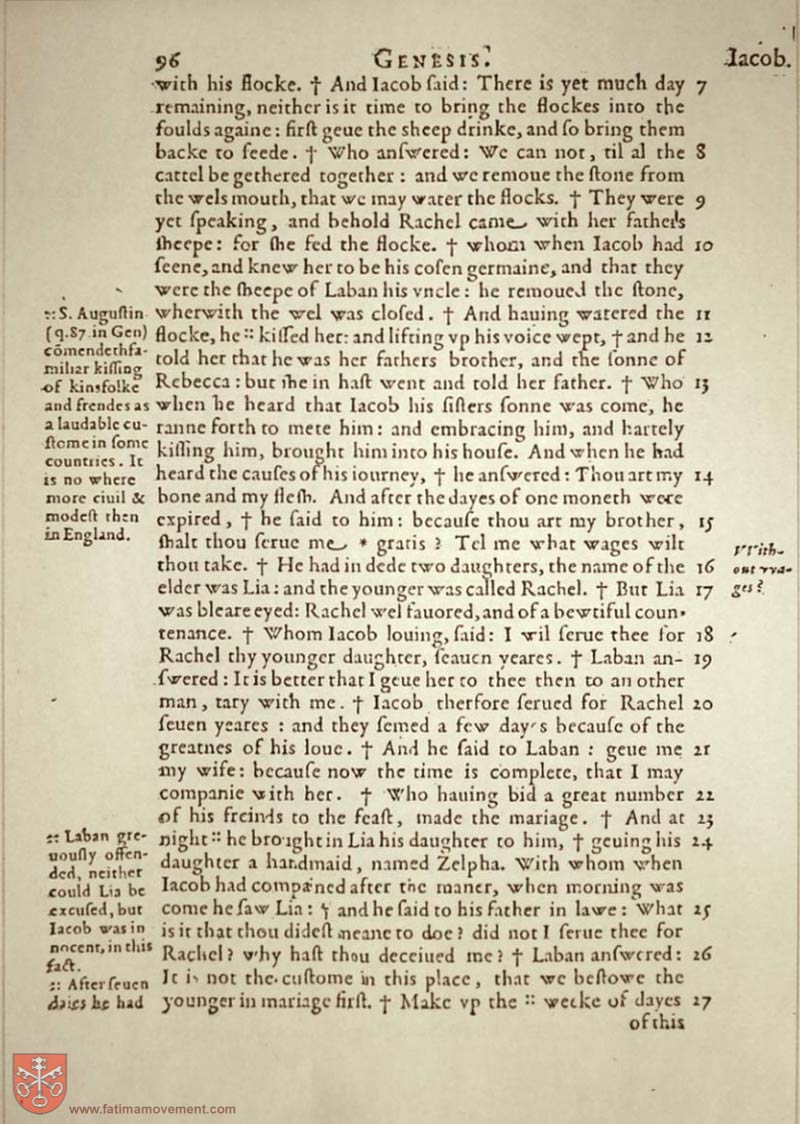 96 GENESIS. Iacob.
with his flocke. † And Iacob ſaid: There is yet much day 7
remaining, neither is it time to bring the flockes into the
foulds againe: firſt geue the sheep drinke, and ſo bring them
backe to feede. † Who anſwered: We can not, til al the 8
cattel be gethered together: and we remoue the ſtone from
the wels mouth, that we may water the flocks. † They were 9
yet ſpeaking, and behold Rachel came with her fathers
ſheepe: for ſhe fed the flocke. † whom when Iacob had 10
ſeene, and knew her to be his coſen germaine, and that they
were the ſheepe of Laban his vncle: he remoued the ſtone,
wherwith the wel was cloſed. † And hauing watered the 11
flocke, he :: kiſſed her: and lifting vp his voice wept, † and he 12
told her that he was her fathers brother, and the ſonne of
Rebecca: but ſhe in haſt went and told her father. † Who 13
when he heard that Iacob his ſiſters ſonne was come, he
ranne forth to mete him: and embracing him, and hartely
kiſſing him, brought him into his houſe. And when he had
heard the cauſes of his iourney, † he anſwered: Thou art my 14
bone and my fleſh. And after the dayes of one moneth were
expired, † he ſaid to him: becauſe thou art my brother, 15
ſhalt thou ſerue me * gratis? Tel me what wages wilt
thou take. † He had in dede two daughters, the name of the 16
elder was Lia: and the younger was called Rachel. † But Lia 17
was bleare eyed: Rachel wel fauored, and of a bewtiful coun-
tenance. † Whom Iacob louing, ſaid: I wil ſerue thee for 18
Rachel thy younger daughter, ſeauen yeares. † Laban an- 19
ſwered: It is better that I geue her to thee then to an other
man, tary with me. † Iacob therfore ſerued for Rachel 20
ſeuen yeares: and they ſemed a few dayes becauſe of the
greatnes of his loue. † And he ſaid to Laban: geue me 21
my wife: becauſe now the time is complete, that I may
companie with her. † Who hauing bid a great number 22
of his freinds to the feaſt, made the mariage. † And at 23
night :: he brought in Lia his daughter to him, † geuing his 24
daughter a handmaid, named Zelpha. With whom when
Iacob had companed after the maner, when morning was
come he ſaw Lia: † and he ſaid to his father in lawe: What 25
is it that thou dideſt meane to doe? did not I ſerue thee for
Rachel? why haſt thou deceiued me? † Laban anſwered: 26
It is not the cuſtome in this place, that we beſtowe the
younger in mariage firſt. † Make vp the :: weeke of dayes 27
of this
:: S. Auguſtin
(q. 87 in Gen)
cōmendeth fa-
miliar kiſſing
of kinsfolke
and frendes as
a laudable cu-
ſtome in ſome
countries. It
is no where
more ciuil &
modeſt then
in England.
VVith-
out vva-
ges?
:: Laban gre-
uouſly offen-
ded, neither
could Lia be
excuſed, but
Iacob was in
nocent, in this
fact.
:: After ſeuen
daies he had
www.fatimamovement.com